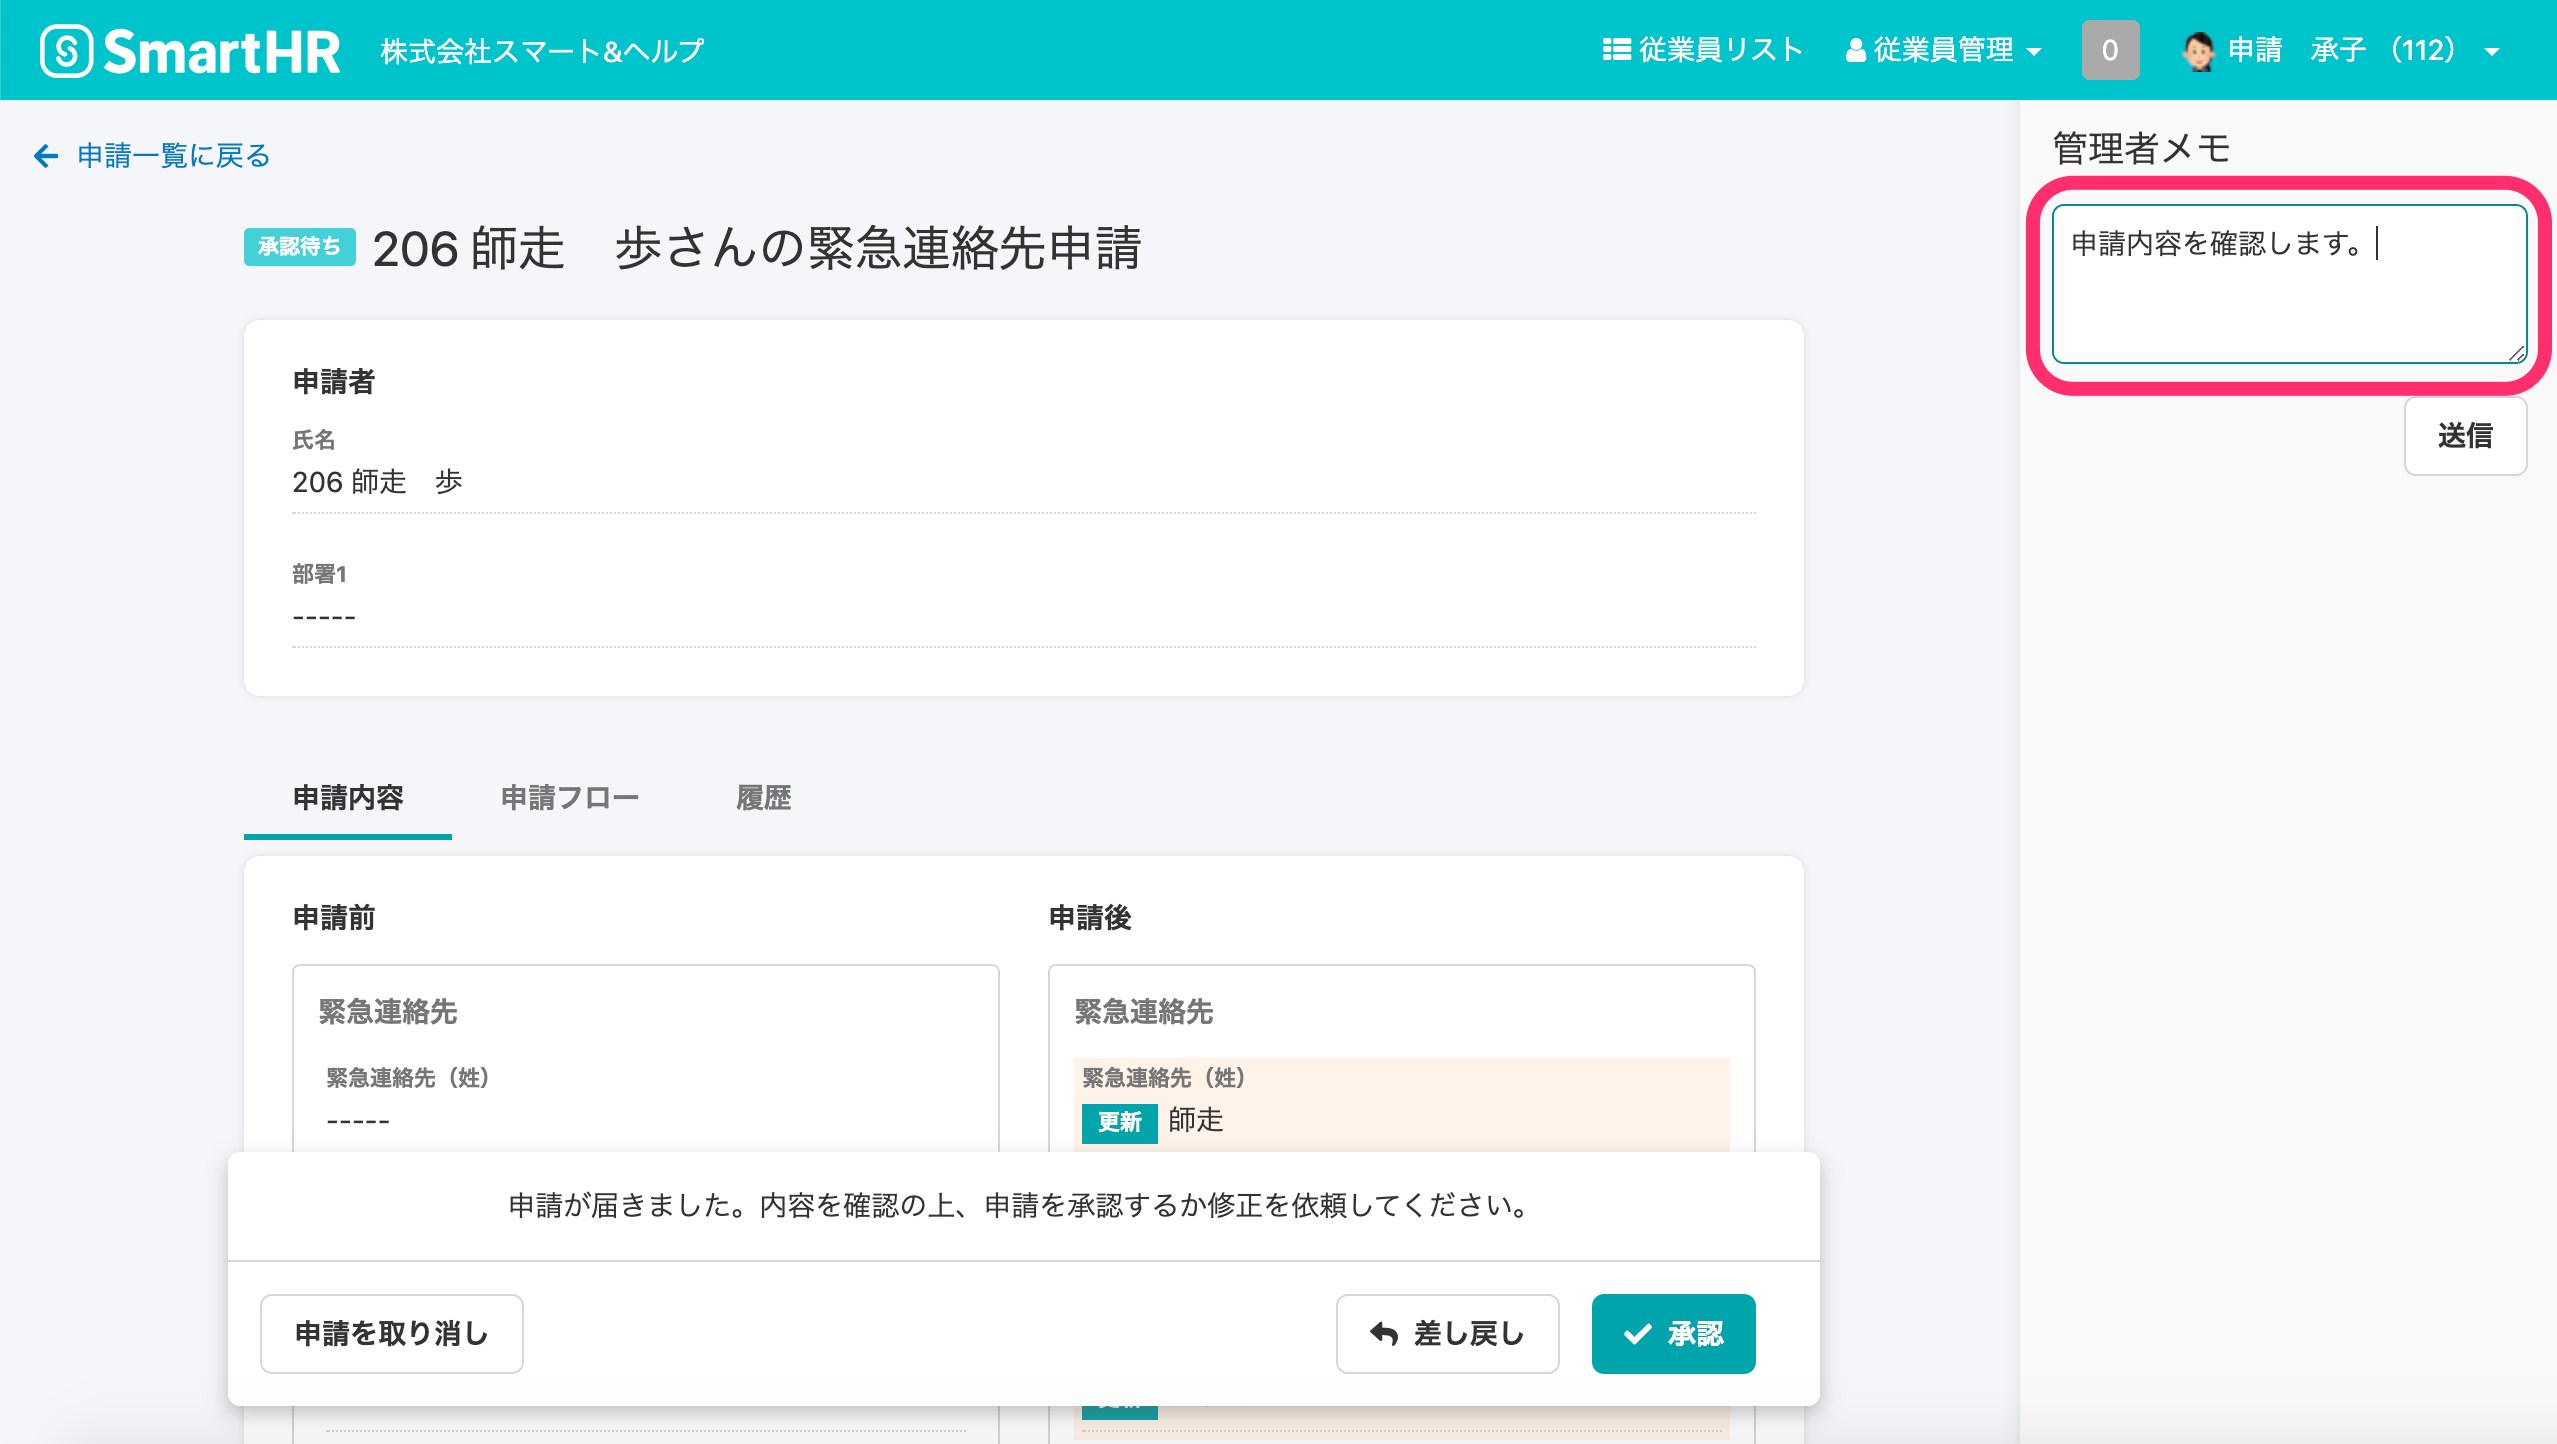 SmartHR 株式会社スマート&ヘルプ 従業員リスト 従業員管理 0 申請　承子 （112）
申請一覧に戻る
承認待ち 206 師走　歩さんの緊急連絡先申請
申請者
氏名
206 師走　歩
部署1
-----
申請内容 申請フロー 履歴
申請前
緊急連絡先
緊急連絡先（姓）
-----
申請後
緊急連絡先
緊急連絡先（姓）
更新 師走
申請が届きました。内容を確認の上、申請を承認するか修正を依頼してください。
申請を取り消し 差し戻し 承認
管理者メモ
申請内容を確認します。
送信